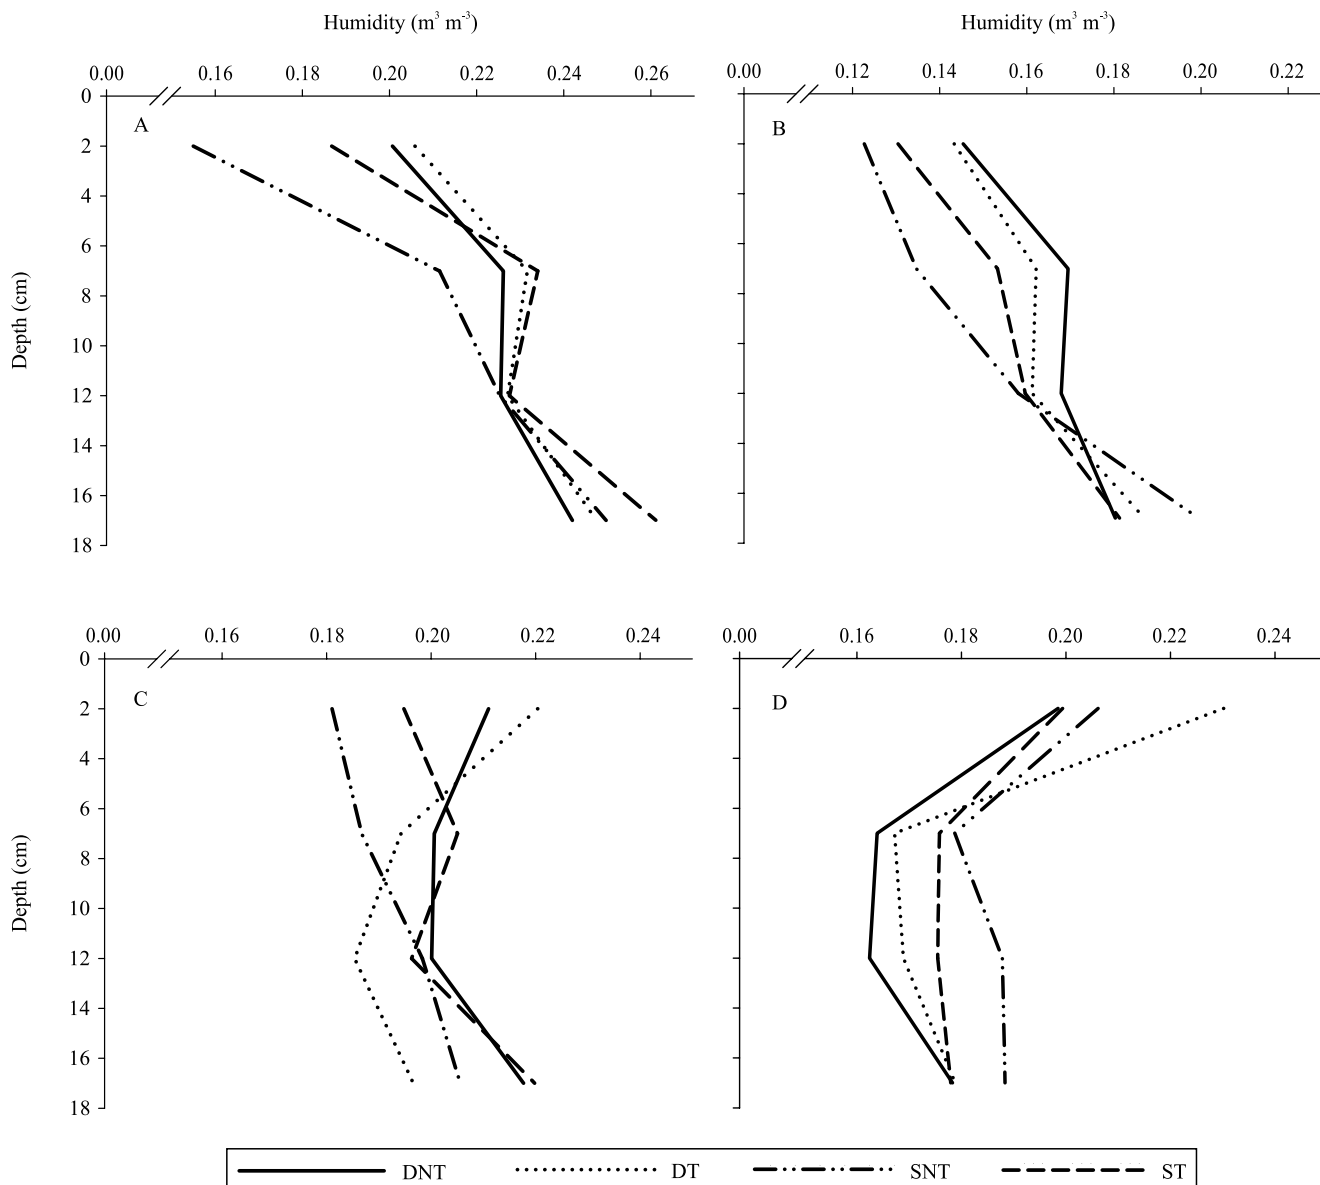 Humidity (m³ m⁻³) Humidity (m³ m⁻³)
0.00 0.16 0.18 0.20 0.22 0.24 0.26
0.00 0.12 0.14 0.16 0.18 0.20 0.22
0
A
B
2
4
6
8
10
12
14
16
18
Depth (cm)
0.00 0.16 0.18 0.20 0.22 0.24
0.00 0.16 0.18 0.20 0.22 0.24
0
C
D
2
4
6
8
10
12
14
16
18
Depth (cm)
DNT DT SNT ST